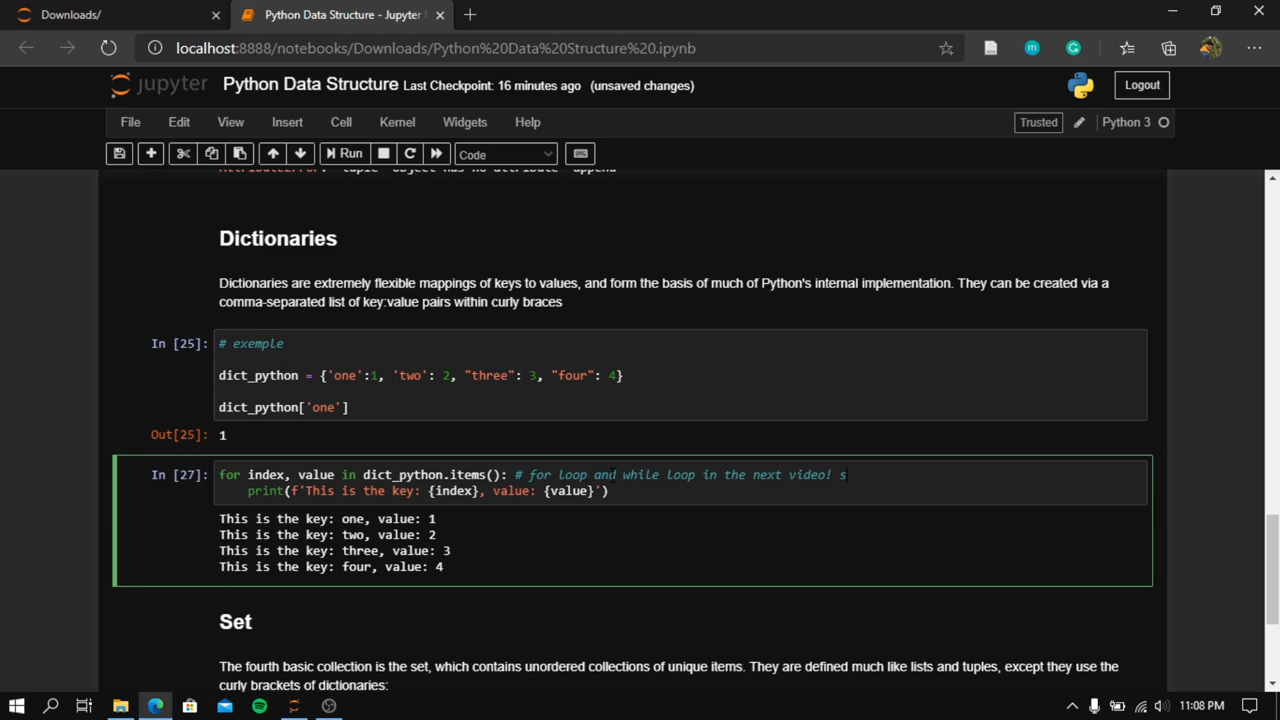 Downloads/
Python Data Structure - Jupyter
localhost:8888/notebooks/Downloads/Python%20Data%20Structure%20.ipynb
jupyter Python Data Structure Last Checkpoint: 16 minutes ago (unsaved changes) Logout
File Edit View Insert Cell Kernel Widgets Help Trusted Python 3
Run Code
AttributeError: 'tuple' object has no attribute 'append'
Dictionaries
Dictionaries are extremely flexible mappings of keys to values, and form the basis of much of Python's internal implementation. They can be created via a
comma-separated list of key:value pairs within curly braces
In [25]: # exemple
dict_python = {'one':1, 'two': 2, "three": 3, "four": 4}
dict_python['one']
Out[25]: 1
In [27]: for index, value in dict_python.items(): # for loop and while loop in the next video! s
print(f'This is the key: {index}, value: {value}')
This is the key: one, value: 1
This is the key: two, value: 2
This is the key: three, value: 3
This is the key: four, value: 4
Set
The fourth basic collection is the set, which contains unordered collections of unique items. They are defined much like lists and tuples, except they use the
curly brackets of dictionaries:
11:08 PM